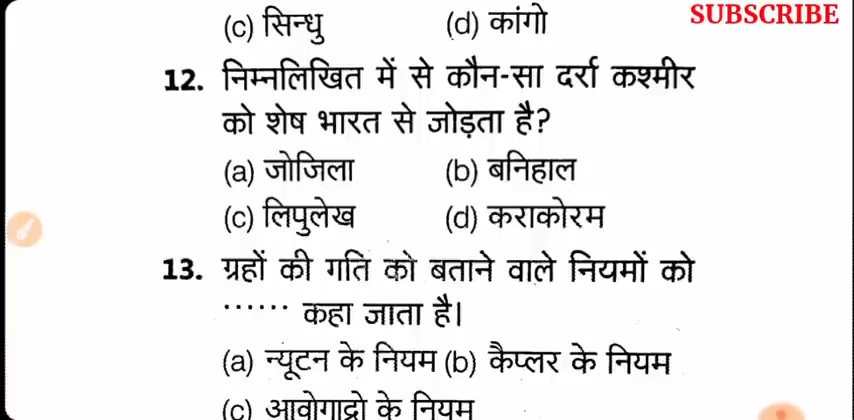 SUBSCRIBE
(c) सिन्धु (d) कांगो
12. निम्नलिखित में से कौन-सा दर्रा कश्मीर
को शेष भारत से जोड़ता है?
(a) जोजिला (b) बनिहाल
(c) लिपुलेख (d) कराकोरम
13. ग्रहों की गति को बताने वाले नियमों को
...... कहा जाता है।
(a) न्यूटन के नियम (b) कैप्लर के नियम
(c) आवोगाद्रो के नियम